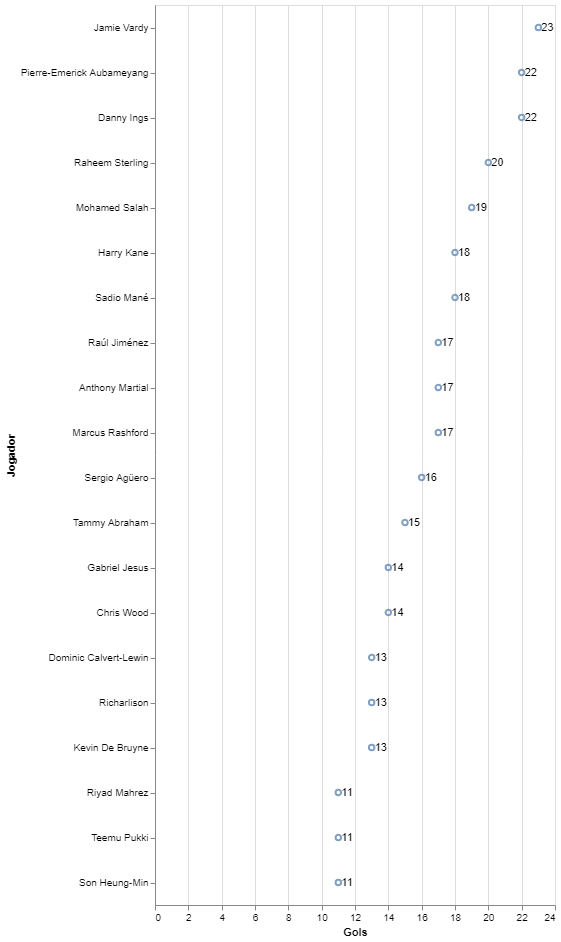 Jogador
Jamie Vardy 23
Pierre-Emerick Aubameyang 22
Danny Ings 22
Raheem Sterling 20
Mohamed Salah 19
Harry Kane 18
Sadio Mané 18
Raúl Jiménez 17
Anthony Martial 17
Marcus Rashford 17
Sergio Agüero 16
Tammy Abraham 15
Gabriel Jesus 14
Chris Wood 14
Dominic Calvert-Lewin 13
Richarlison 13
Kevin De Bruyne 13
Riyad Mahrez 11
Teemu Pukki 11
Son Heung-Min 11
0 2 4 6 8 10 12 14 16 18 20 22 24
Gols